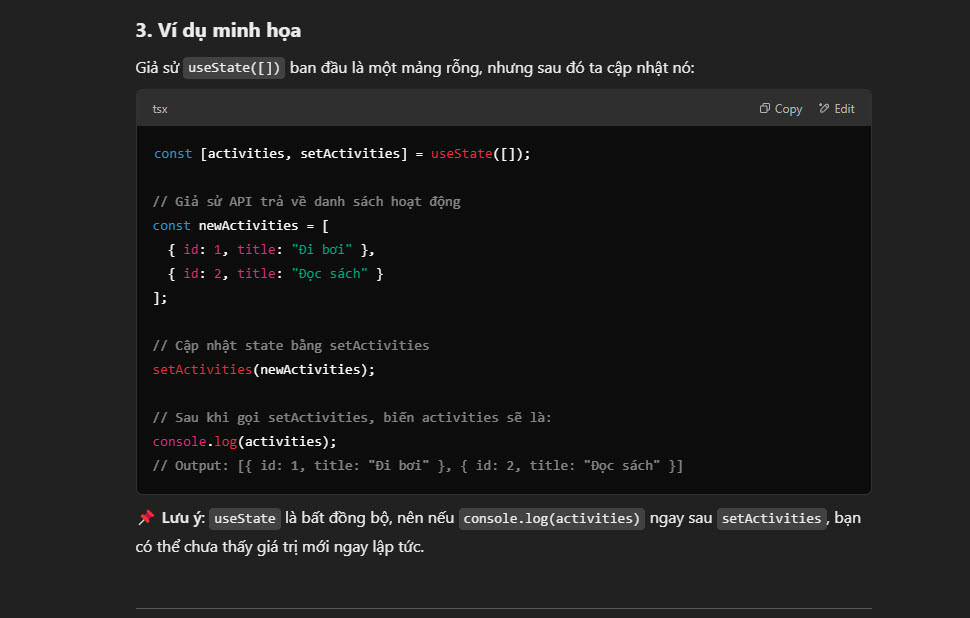 3. Ví dụ minh họa
Giả sử useState([]) ban đầu là một mảng rỗng, nhưng sau đó ta cập nhật nó:
tsx
Copy
Edit
const [activities, setActivities] = useState([]);
// Giả sử API trả về danh sách hoạt động
const newActivities = [
  { id: 1, title: "Đi bơi" },
  { id: 2, title: "Đọc sách" }
];
// Cập nhật state bằng setActivities
setActivities(newActivities);
// Sau khi gọi setActivities, biến activities sẽ là:
console.log(activities);
// Output: [{ id: 1, title: "Đi bơi" }, { id: 2, title: "Đọc sách" }]
📌 Lưu ý: useState là bất đồng bộ, nên nếu console.log(activities) ngay sau setActivities, bạn
có thể chưa thấy giá trị mới ngay lập tức.